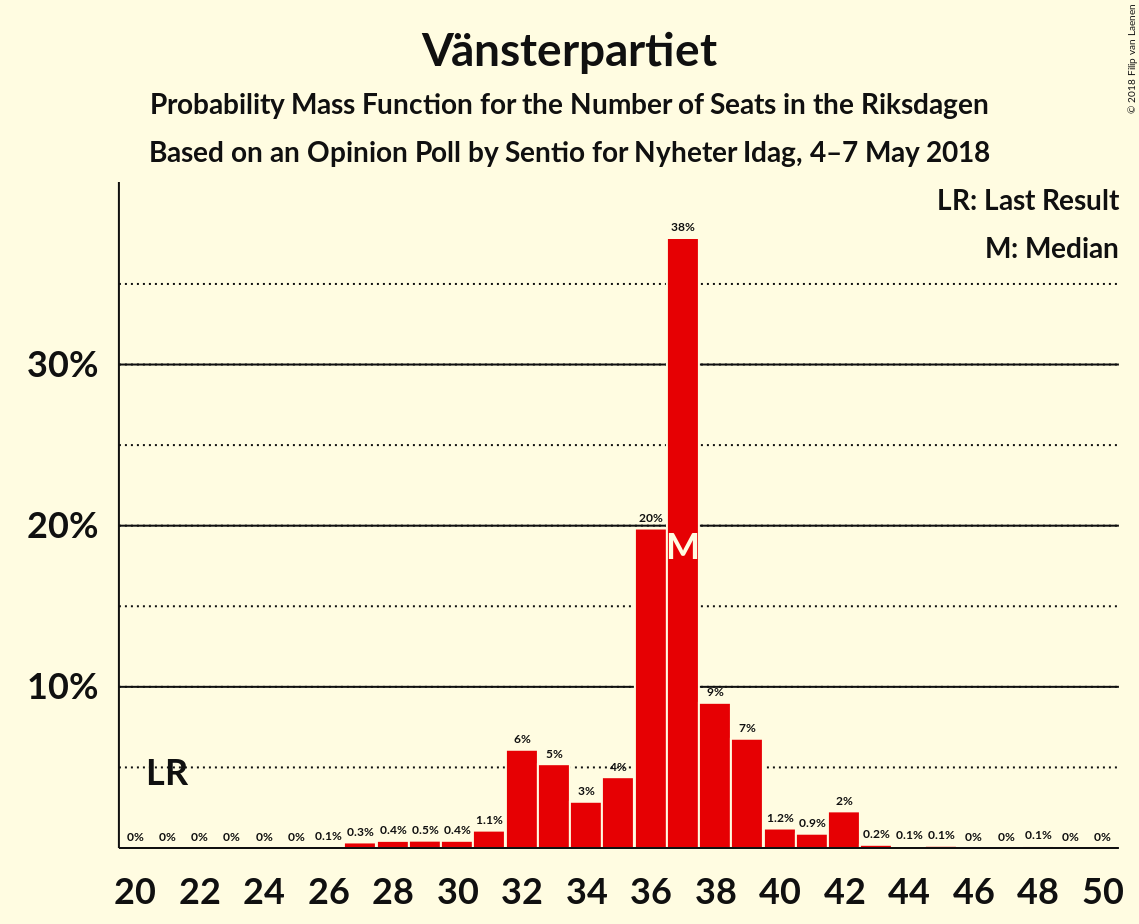 Vänsterpartiet
Probability Mass Function for the Number of Seats in the Riksdagen
Based on an Opinion Poll by Sentio for Nyheter Idag, 4–7 May 2018
© 2018 Filip van Laenen
LR: Last Result
M: Median
38%
30%
20%
20%
M
10%
9%
7%
6%
5%
4%
3%
2%
LR
0% 0% 0% 0% 0% 0% 0.1% 0.3% 0.4% 0.5% 0.4% 1.1% 1.2% 0.9% 0.2% 0.1% 0.1% 0% 0% 0.1% 0% 0%
20 22 24 26 28 30 32 34 36 38 40 42 44 46 48 50